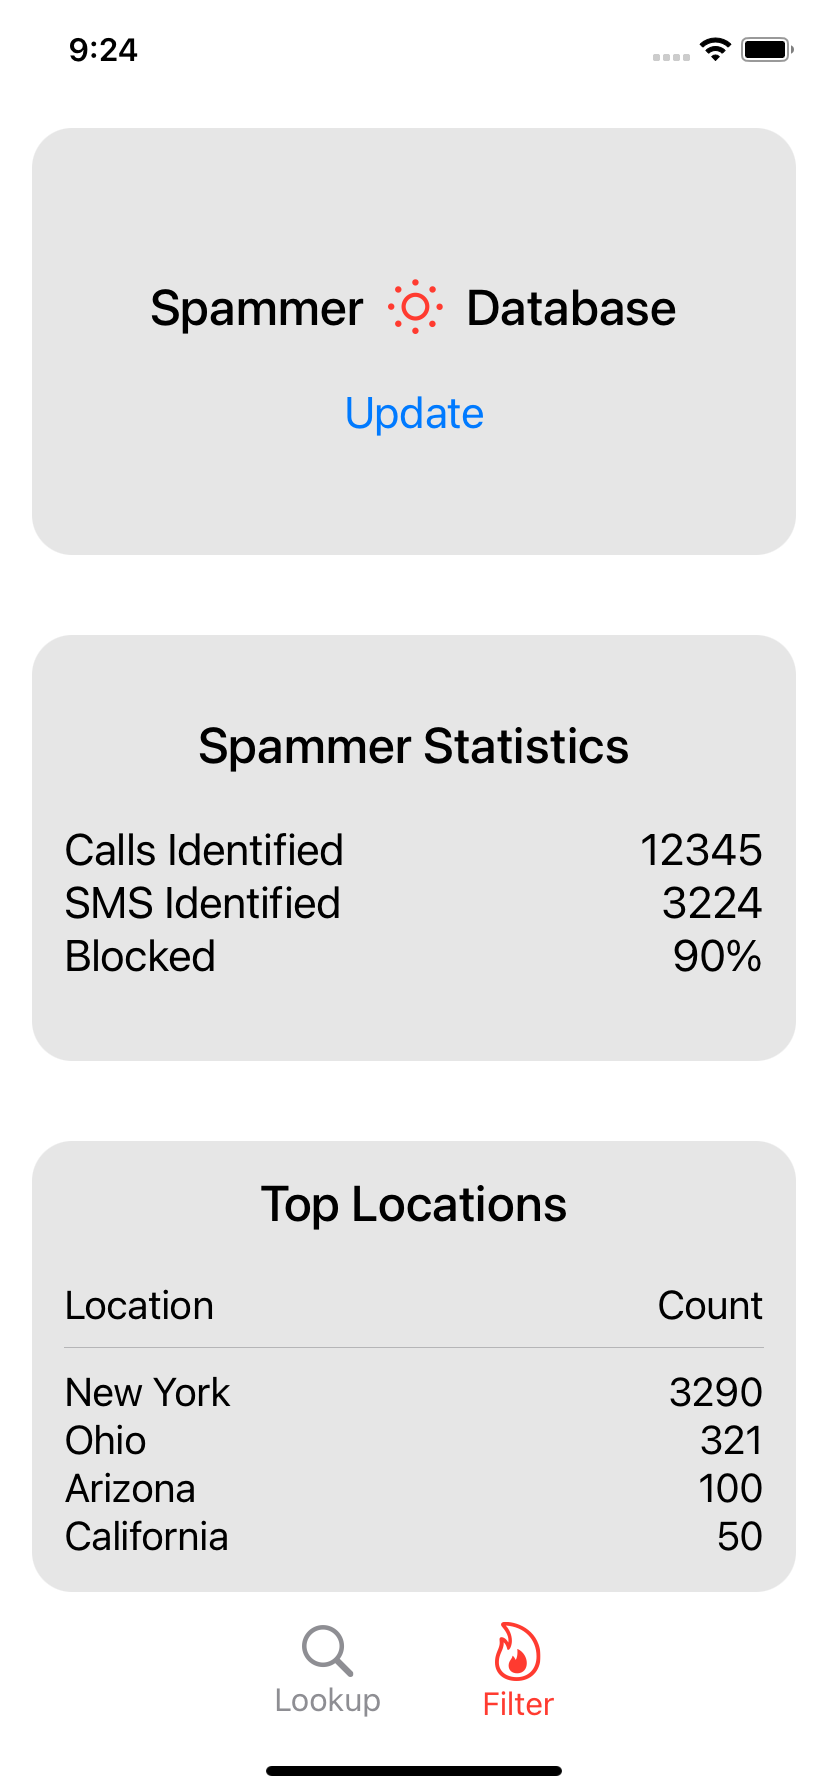 9:24
Spammer Database
Update
Spammer Statistics
Calls Identified 12345
SMS Identified 3224
Blocked 90%
Top Locations
Location Count
New York 3290
Ohio 321
Arizona 100
California 50
Lookup Filter